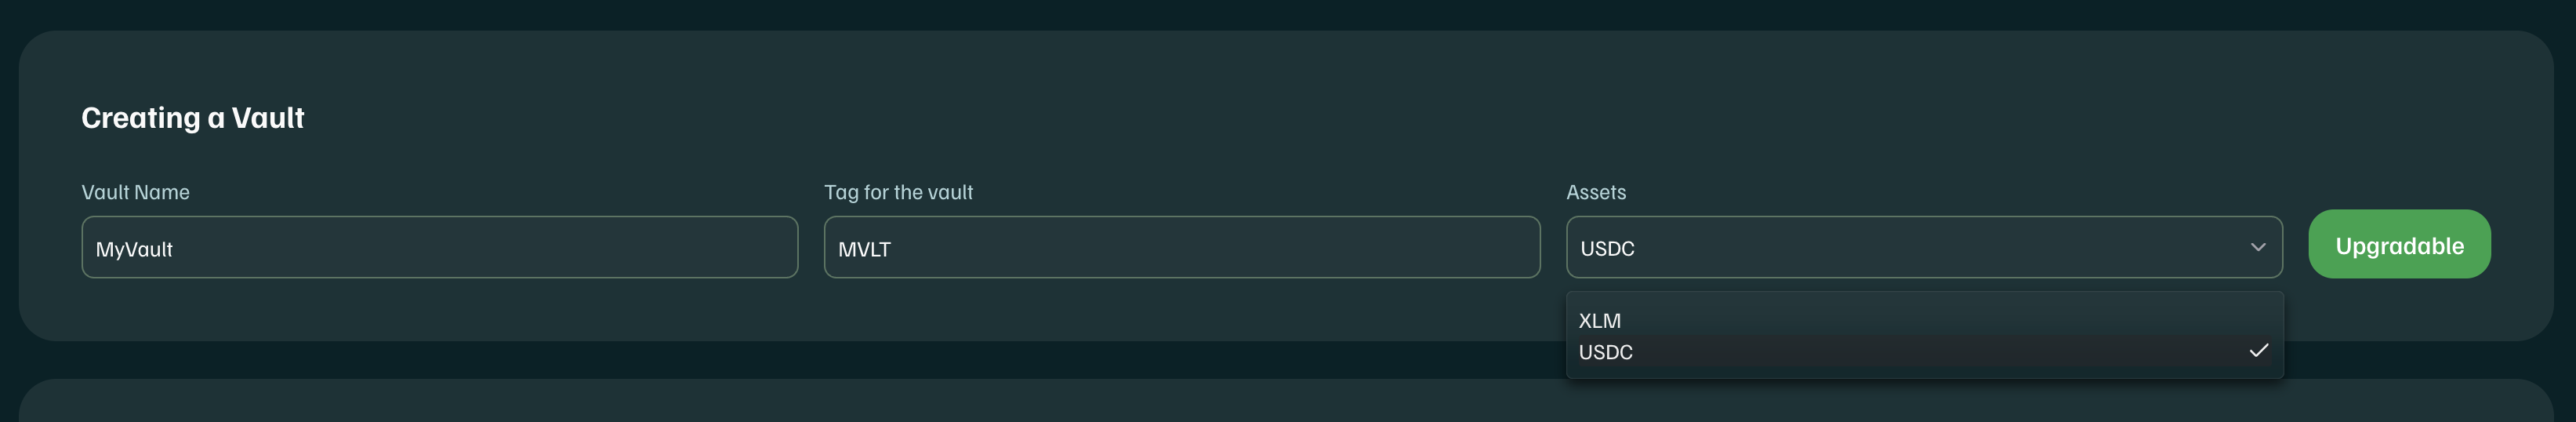 Creating a Vault
Vault Name
Tag for the vault
Assets
MyVault
MVLT
USDC
Upgradable
XLM
USDC